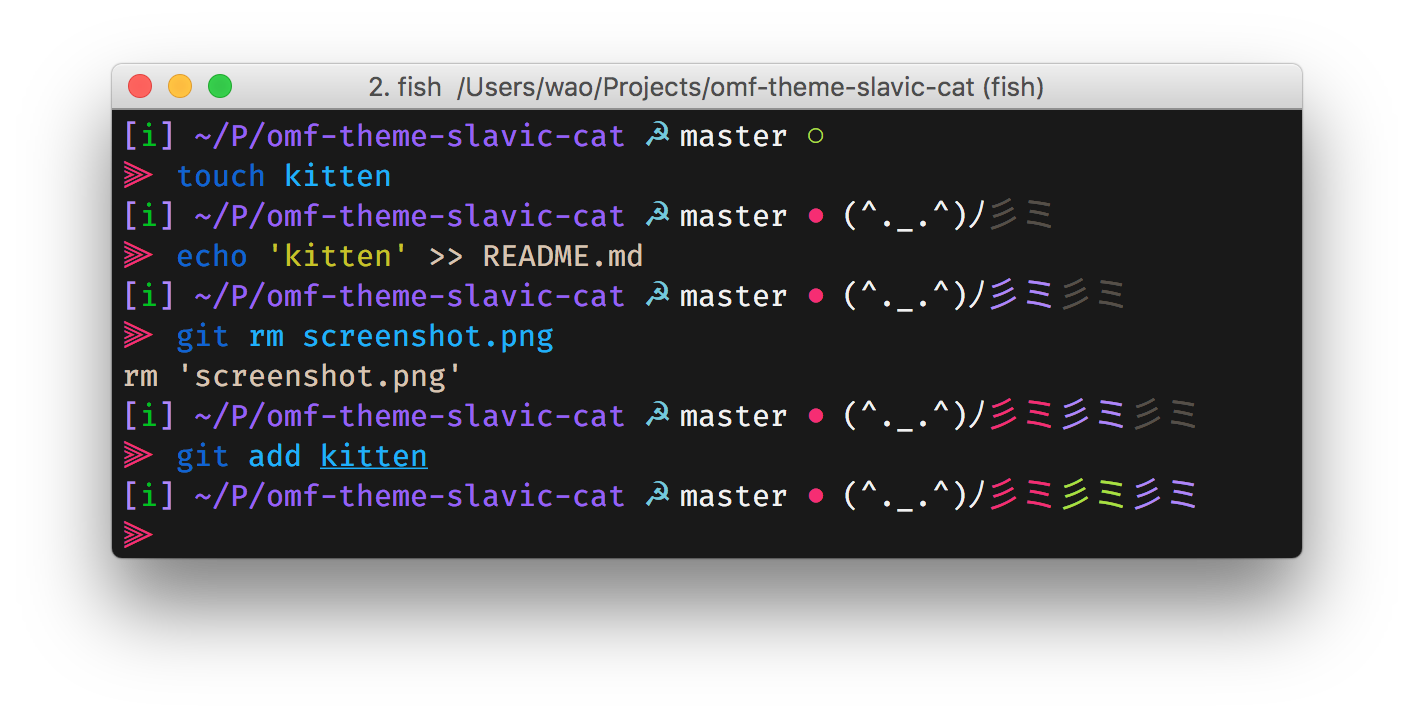 2. fish  /Users/wao/Projects/omf-theme-slavic-cat (fish)
[i] ~/P/omf-theme-slavic-cat ☭ master ○
⫸ touch kitten
[i] ~/P/omf-theme-slavic-cat ☭ master ● (^._.^)ﾉ彡ミ
⫸ echo 'kitten' >> README.md
[i] ~/P/omf-theme-slavic-cat ☭ master ● (^._.^)ﾉ彡ミ彡ミ
⫸ git rm screenshot.png
rm 'screenshot.png'
[i] ~/P/omf-theme-slavic-cat ☭ master ● (^._.^)ﾉ彡ミ彡ミ彡ミ
⫸ git add kitten
[i] ~/P/omf-theme-slavic-cat ☭ master ● (^._.^)ﾉ彡ミ彡ミ彡ミ
⫸